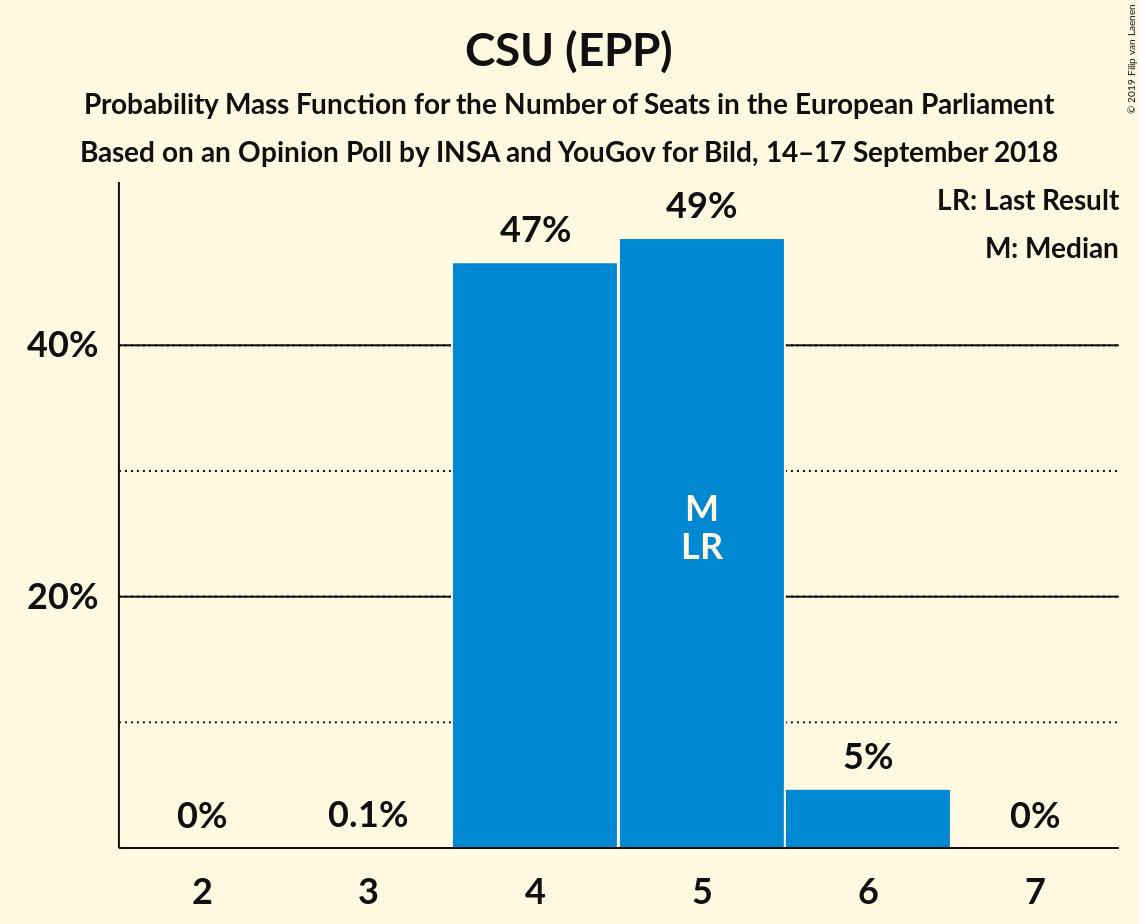 CSU (EPP)
Probability Mass Function for the Number of Seats in the European Parliament
Based on an Opinion Poll by INSA and YouGov for Bild, 14–17 September 2018
© 2019 Filip van Laenen
LR: Last Result
M: Median
47%
49%
40%
M
LR
20%
5%
0%
0.1%
0%
2
3
4
5
6
7